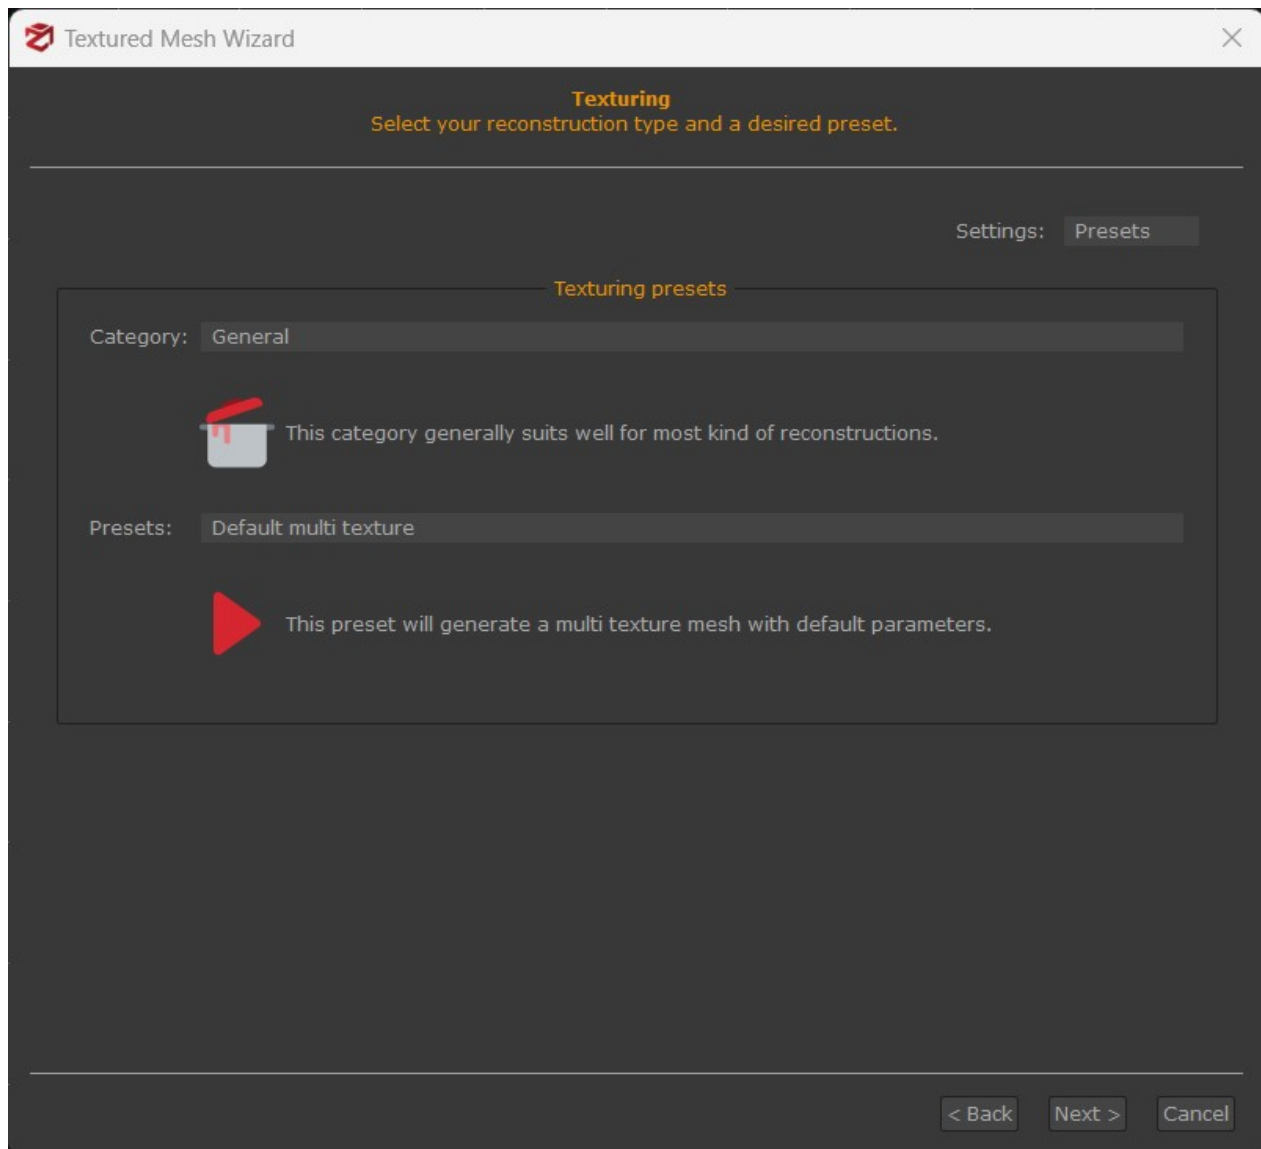 Textured Mesh Wizard
Texturing
Select your reconstruction type and a desired preset.
Settings: Presets
Texturing presets
Category: General
This category generally suits well for most kind of reconstructions.
Presets: Default multi texture
This preset will generate a multi texture mesh with default parameters.
< Back Next > Cancel